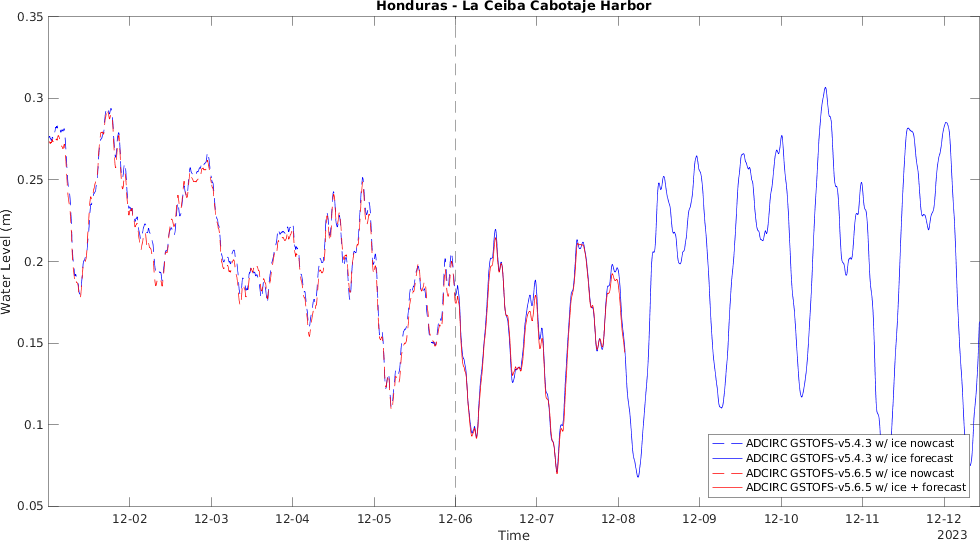 Honduras - La Ceiba Cabotaje Harbor
0.35
0.3
0.25
0.2
0.15
0.1
0.05
Water Level (m)
12-02 12-03 12-04 12-05 12-06 12-07 12-08 12-09 12-10 12-11 12-12
2023
Time
ADCIRC GSTOFS-v5.4.3 w/ ice nowcast
ADCIRC GSTOFS-v5.4.3 w/ ice forecast
ADCIRC GSTOFS-v5.6.5 w/ ice nowcast
ADCIRC GSTOFS-v5.6.5 w/ ice + forecast